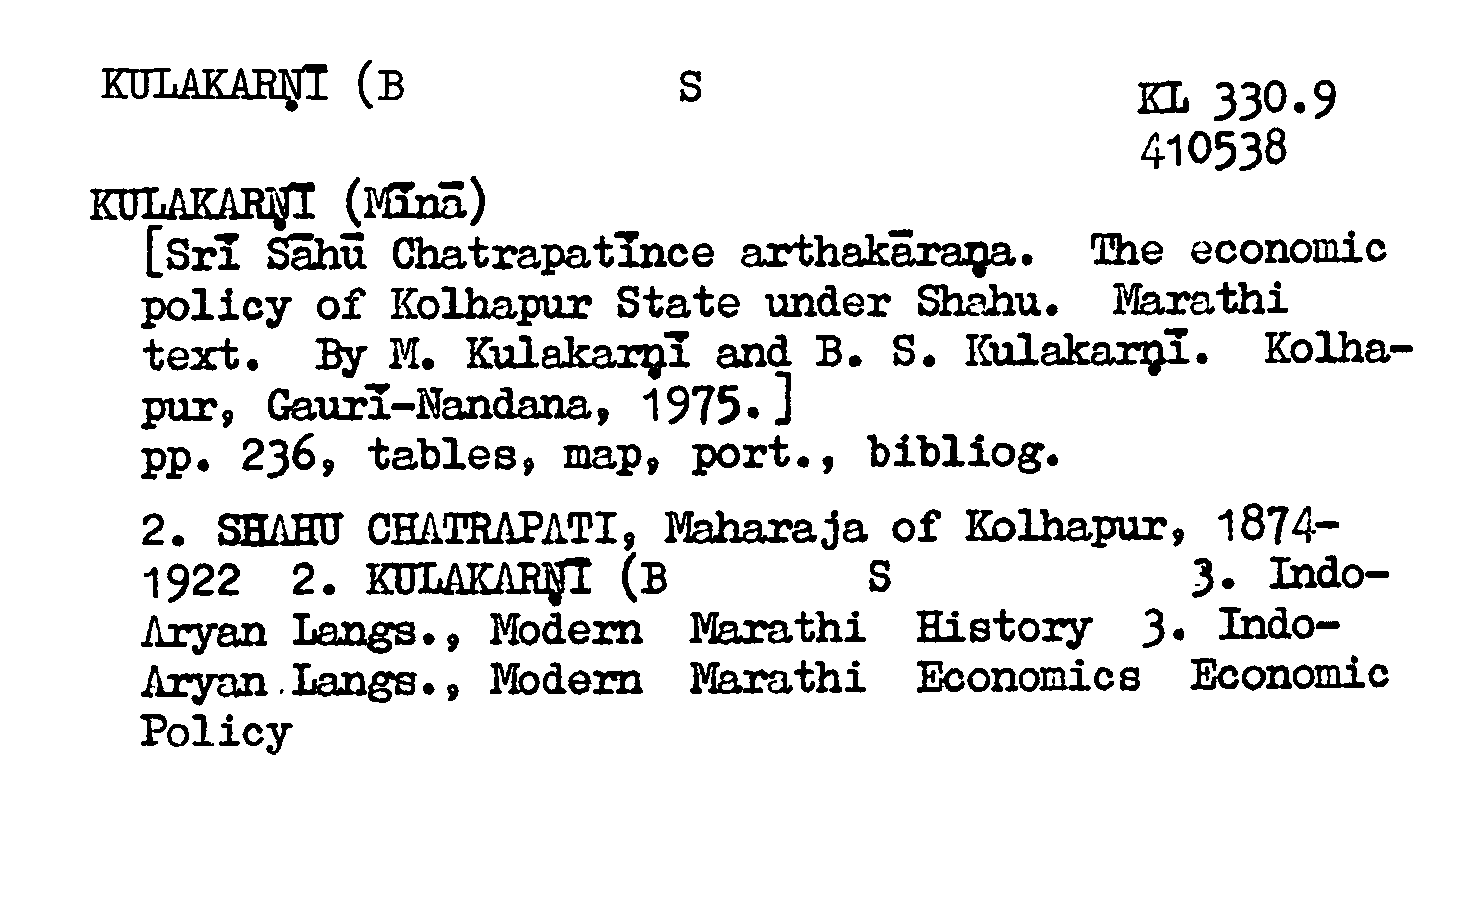 KULAKARṆĪ (B S
KL 330.9
410538
KULAKARṆĪ (Mīnā)
[Srī Sāhū Chatrapatīnce arthakāraṇa. The economic
policy of Kolhapur State under Shahu. Marathi
text. By M. Kulakarṇī and B. S. Kulakarṇī. Kolha-
pur, Gaurī-Nandana, 1975.]
pp. 236, tables, map, port., bibliog.
2. SHAHU CHATRAPATI, Maharaja of Kolhapur, 1874-
1922 2. KULAKARṆĪ (B S 3. Indo-
Aryan Langs., Modern Marathi History 3. Indo-
Aryan Langs., Modern Marathi Economics Economic
Policy